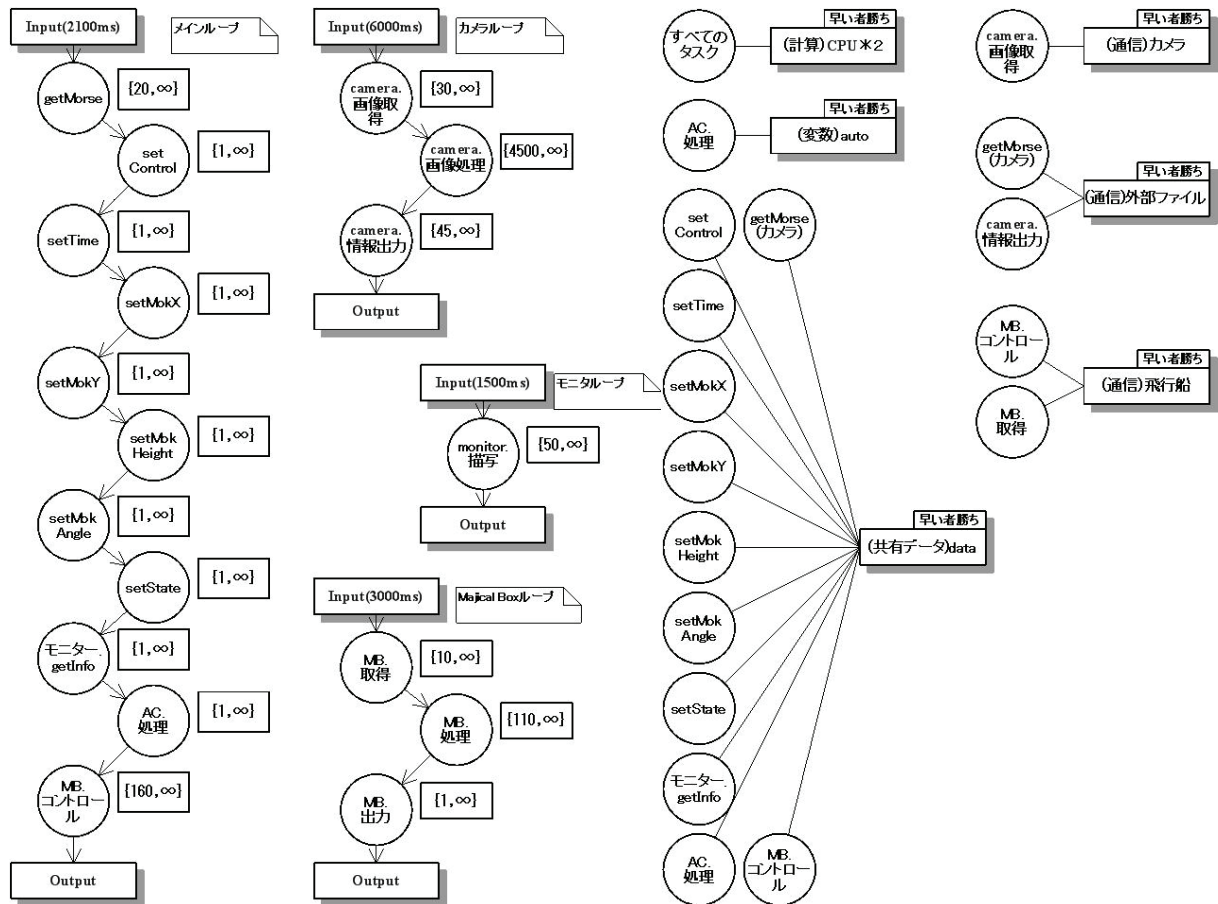 Input(2100ms)
メインループ
getMorse
{20,∞}
set
Control
{1,∞}
setTime
{1,∞}
setMokX
{1,∞}
setMokY
{1,∞}
setMok
Height
{1,∞}
setMok
Angle
{1,∞}
setState
{1,∞}
モニター.
getInfo
{1,∞}
AC.
処理
{1,∞}
MB.
コントロー
ル
{160,∞}
Output
Input(6000ms)
カメラループ
camera.
画像取
得
{30,∞}
camera.
画像処理
{4500,∞}
camera.
情報出力
{45,∞}
Output
Input(1500ms)
モニタループ
monitor.
描写
{50,∞}
Output
Input(3000ms)
Majical Boxループ
MB.
取得
{10,∞}
MB.
処理
{110,∞}
MB.
出力
{1,∞}
Output
すべての
タスク
早い者勝ち
(計算)CPU*2
AC.
処理
早い者勝ち
(変数)auto
set
Control
getMorse
(カメラ)
setTime
setMokX
setMokY
setMok
Height
setMok
Angle
setState
モニター.
getInfo
AC.
処理
MB.
コントロー
ル
早い者勝ち
(共有データ)data
camera.
画像取
得
早い者勝ち
(通信)カメラ
getMorse
(カメラ)
camera.
情報出力
早い者勝ち
(通信)外部ファイル
MB.
コントロー
ル
MB.
取得
早い者勝ち
(通信)飛行船